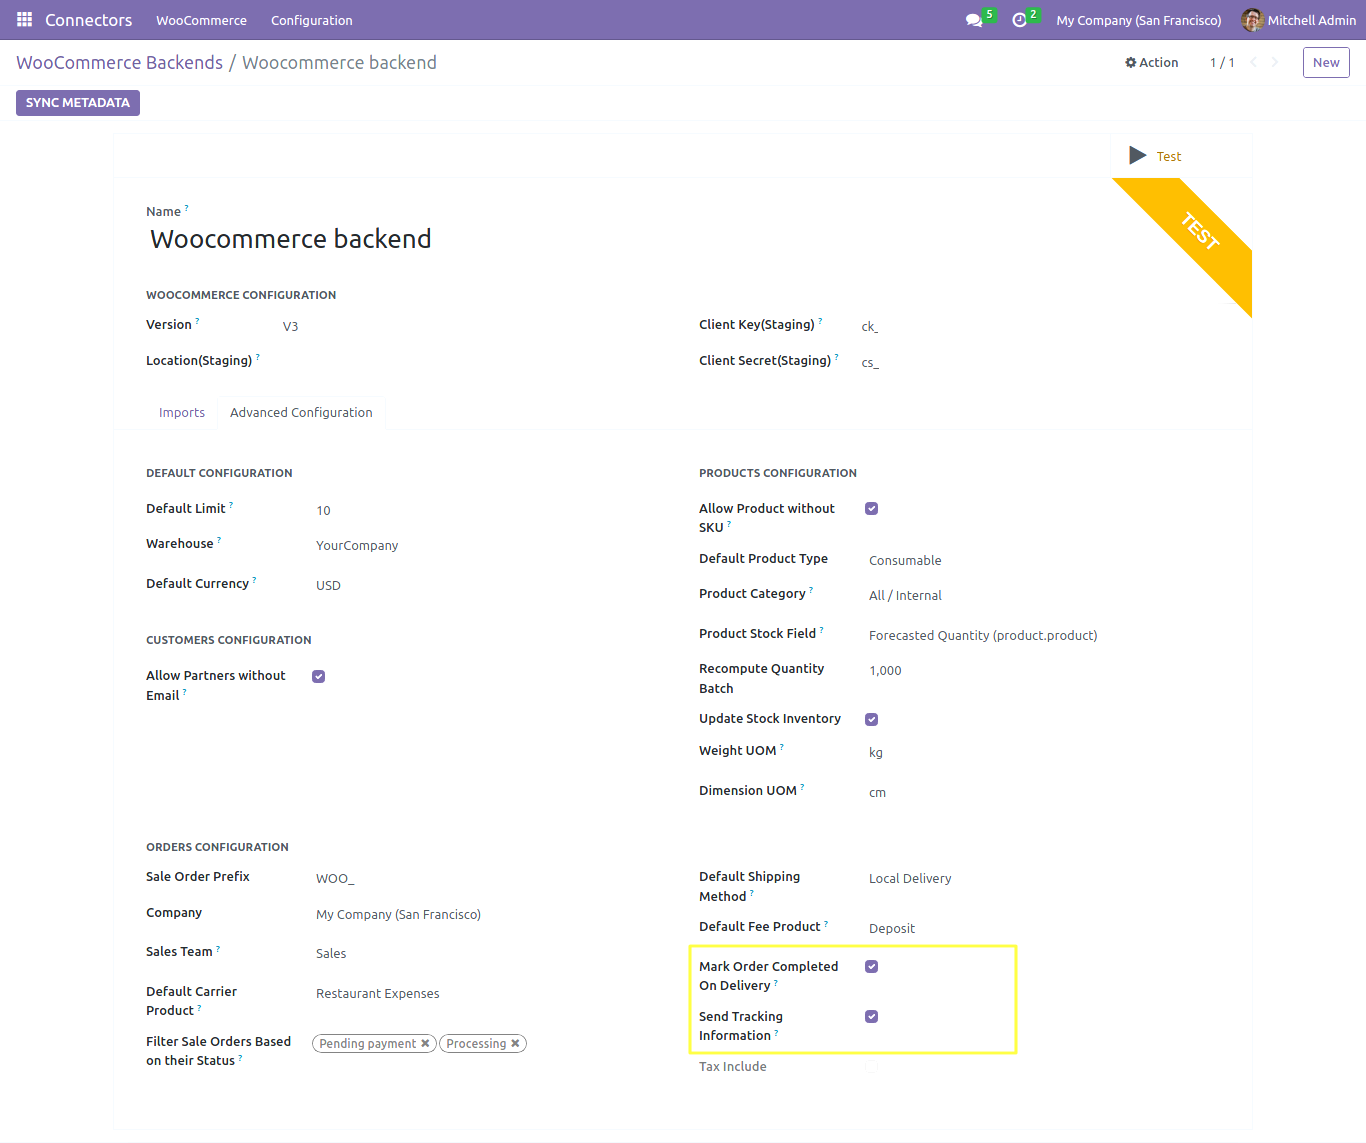 Connectors WooCommerce Configuration 5 2 My Company (San Francisco) Mitchell Admin
WooCommerce Backends / Woocommerce backend Action 1 / 1 New
SYNC METADATA
Test
TEST
Name ?
Woocommerce backend
WOOCOMMERCE CONFIGURATION
Version ? V3
Client Key(Staging) ? ck_
Location(Staging) ?
Client Secret(Staging) ? cs_
Imports Advanced Configuration
DEFAULT CONFIGURATION
Default Limit ? 10
Warehouse ? YourCompany
Default Currency ? USD
CUSTOMERS CONFIGURATION
Allow Partners without
Email ?
PRODUCTS CONFIGURATION
Allow Product without
SKU ?
Default Product Type Consumable
Product Category ? All / Internal
Product Stock Field ? Forecasted Quantity (product.product)
Recompute Quantity 1,000
Batch
Update Stock Inventory
Weight UOM ? kg
Dimension UOM ? cm
ORDERS CONFIGURATION
Sale Order Prefix WOO_
Company My Company (San Francisco)
Sales Team ? Sales
Default Carrier Restaurant Expenses
Product ?
Filter Sale Orders Based Pending payment ✖ Processing ✖
on their Status ?
Default Shipping Local Delivery
Method ?
Default Fee Product ? Deposit
Mark Order Completed
On Delivery ?
Send Tracking
Information ?
Tax Include